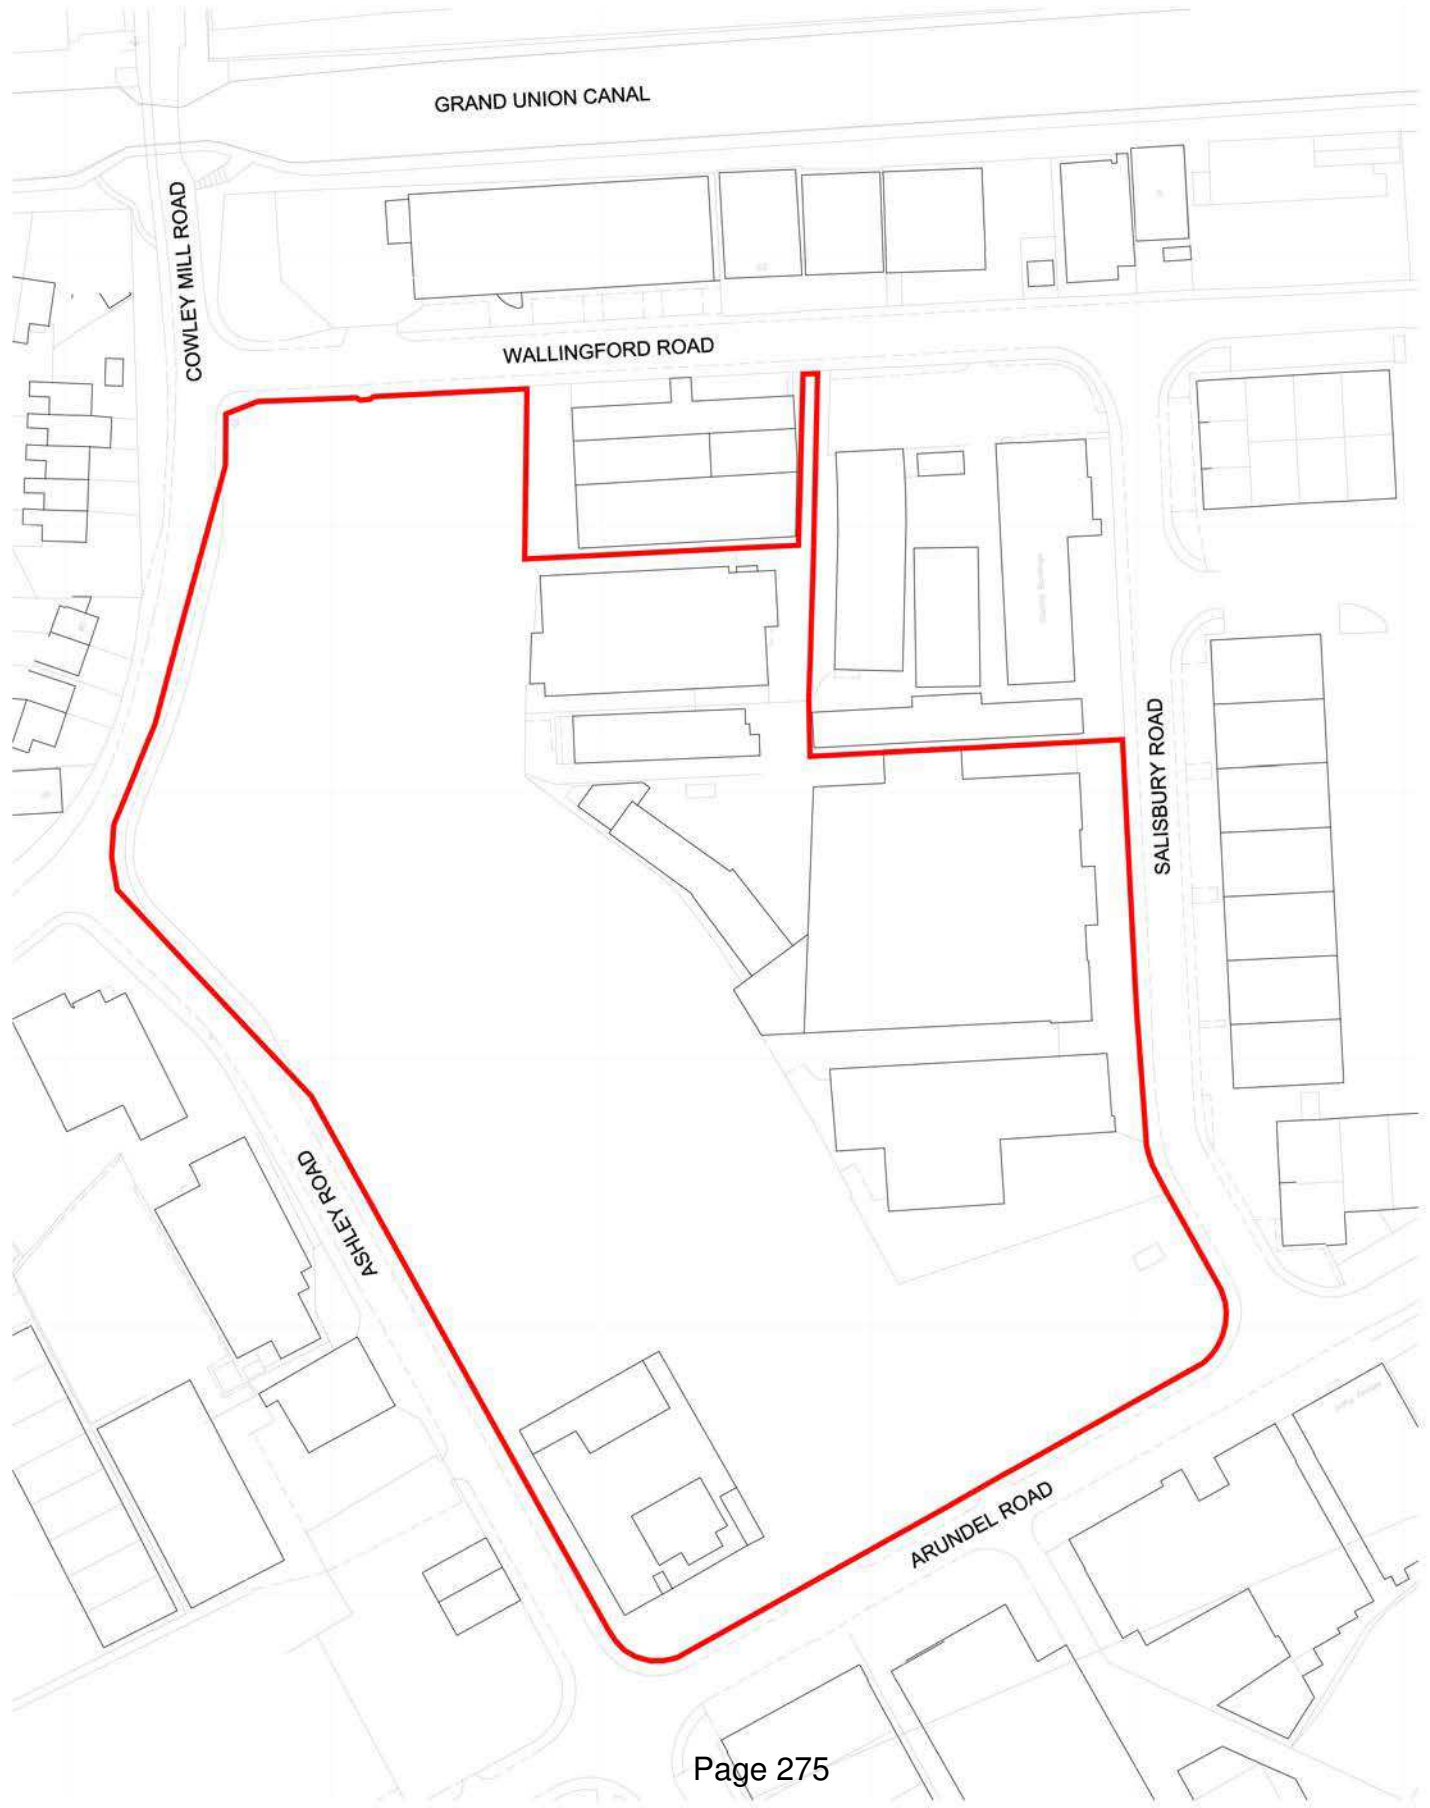 GRAND UNION CANAL
COWLEY MILL ROAD
WALLINGFORD ROAD
SALISBURY ROAD
ASHLEY ROAD
ARUNDEL ROAD
Page 275